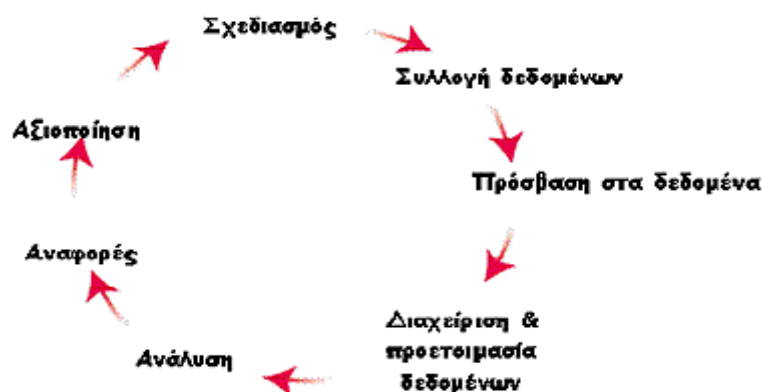 Σχεδιασμός
Συλλογή δεδομένων
Πρόσβαση στα δεδομένα
Διαχείριση &
προετοιμασία
δεδομένων
Ανάλυση
Αναφορές
Αξιοποίηση